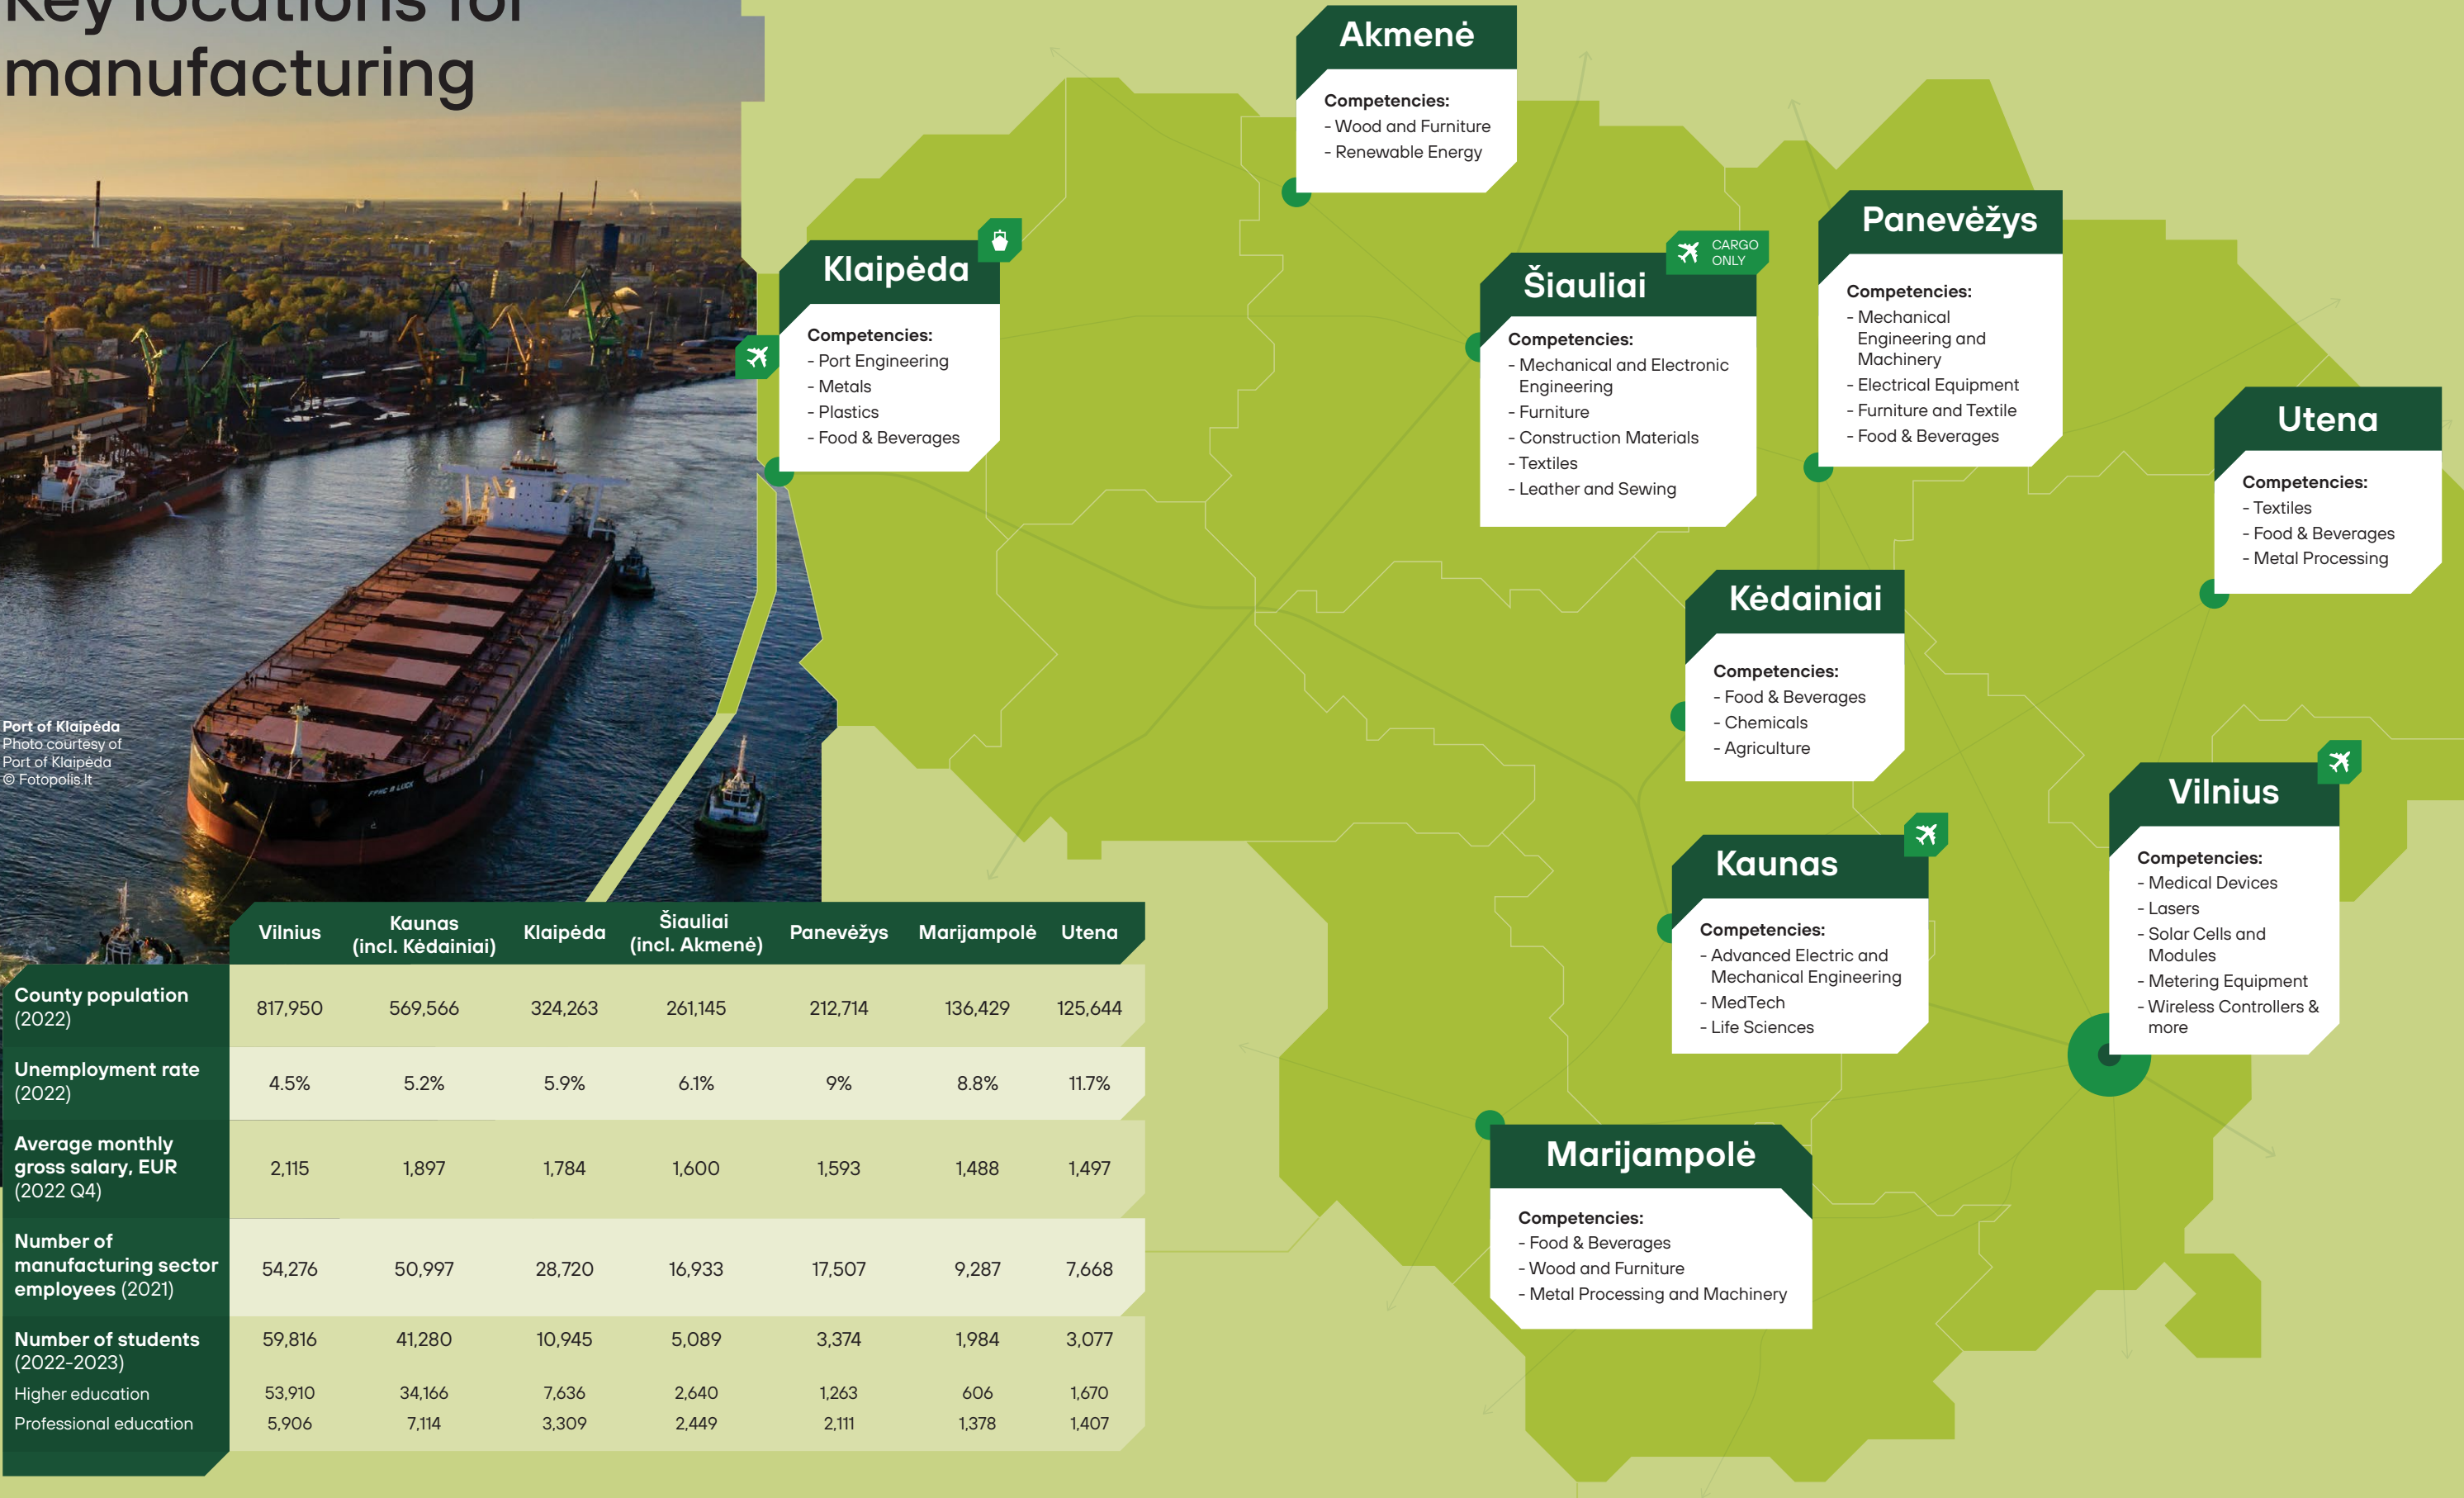 Key locations for
manufacturing
Akmenė
Competencies:
- Wood and Furniture
- Renewable Energy
Klaipėda
Competencies:
- Port Engineering
- Metals
- Plastics
- Food & Beverages
CARGO
ONLY
Šiauliai
Competencies:
- Mechanical and Electronic
Engineering
- Furniture
- Construction Materials
- Textiles
- Leather and Sewing
Panevėžys
Competencies:
- Mechanical
Engineering and
Machinery
- Electrical Equipment
- Furniture and Textile
- Food & Beverages
Utena
Competencies:
- Textiles
- Food & Beverages
- Metal Processing
Kėdainiai
Competencies:
- Food & Beverages
- Chemicals
- Agriculture
Vilnius
Competencies:
- Medical Devices
- Lasers
- Solar Cells and
Modules
- Metering Equipment
- Wireless Controllers &
more
Kaunas
Competencies:
- Advanced Electric and
Mechanical Engineering
- MedTech
- Life Sciences
Marijampolė
Competencies:
- Food & Beverages
- Wood and Furniture
- Metal Processing and Machinery
Port of Klaipėda
Photo courtesy of
Port of Klaipėda
© Fotopolis.lt
Vilnius Kaunas (incl. Kėdainiai) Klaipėda Šiauliai (incl. Akmenė) Panevėžys Marijampolė Utena
County population (2022) 817,950 569,566 324,263 261,145 212,714 136,429 125,644
Unemployment rate (2022) 4.5% 5.2% 5.9% 6.1% 9% 8.8% 11.7%
Average monthly gross salary, EUR (2022 Q4) 2,115 1,897 1,784 1,600 1,593 1,488 1,497
Number of manufacturing sector employees (2021) 54,276 50,997 28,720 16,933 17,507 9,287 7,668
Number of students (2022-2023) 59,816 41,280 10,945 5,089 3,374 1,984 3,077
Higher education 53,910 34,166 7,636 2,640 1,263 606 1,670
Professional education 5,906 7,114 3,309 2,449 2,111 1,378 1,407